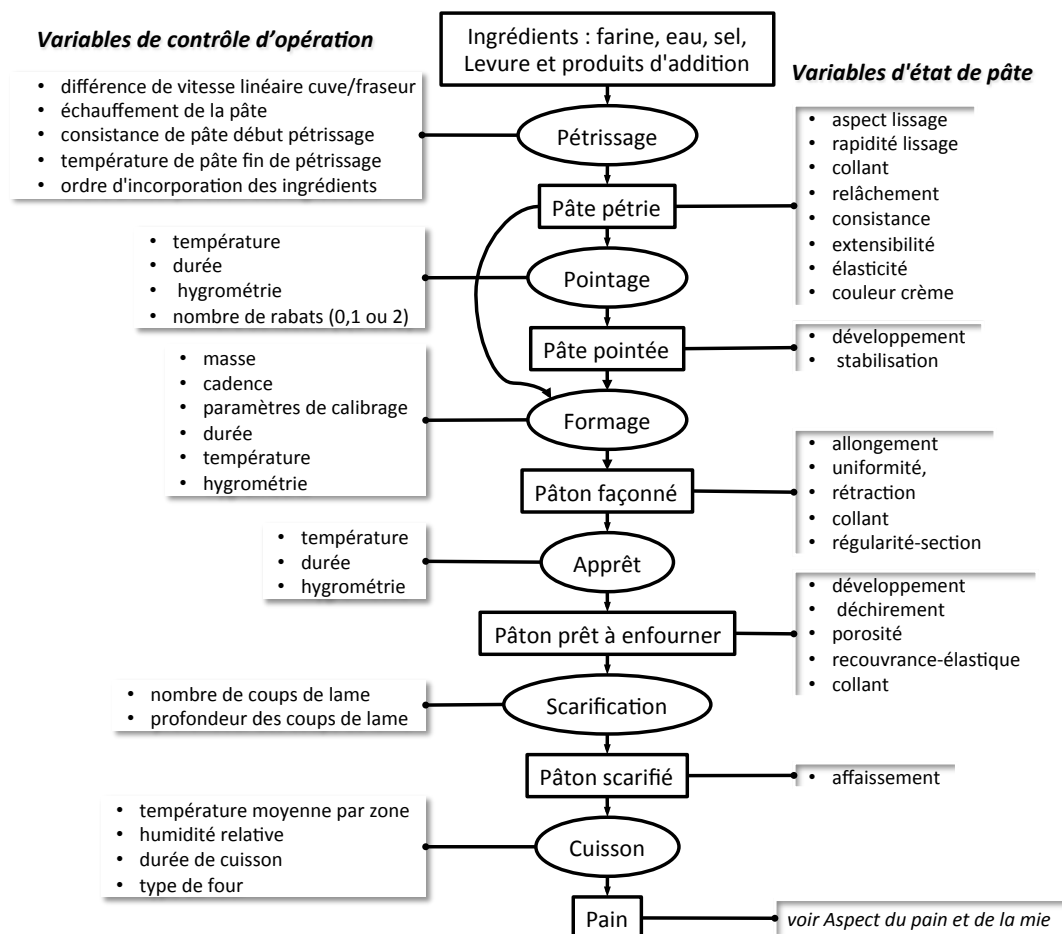 Variables de contrôle d'opération
Ingrédients : farine, eau, sel,
Levure et produits d'addition
Variables d'état de pâte
• différence de vitesse linéaire cuve/fraseur
• échauffement de la pâte
• consistance de pâte début pétrissage
• température de pâte fin de pétrissage
• ordre d'incorporation des ingrédients
Pétrissage
• aspect lissage
• rapidité lissage
• collant
• relâchement
• consistance
• extensibilité
• élasticité
• couleur crème
Pâte pétrie
• température
• durée
• hygrométrie
• nombre de rabats (0,1 ou 2)
Pointage
Pâte pointée
• développement
• stabilisation
• masse
• cadence
• paramètres de calibrage
• durée
• température
• hygrométrie
Formage
Pâton façonné
• allongement
• uniformité,
• rétraction
• collant
• régularité-section
• température
• durée
• hygrométrie
Apprêt
Pâton prêt à enfourner
• développement
• déchirement
• porosité
• recouvrance-élastique
• collant
• nombre de coups de lame
• profondeur des coups de lame
Scarification
Pâton scarifié
• affaissement
• température moyenne par zone
• humidité relative
• durée de cuisson
• type de four
Cuisson
Pain
voir Aspect du pain et de la mie